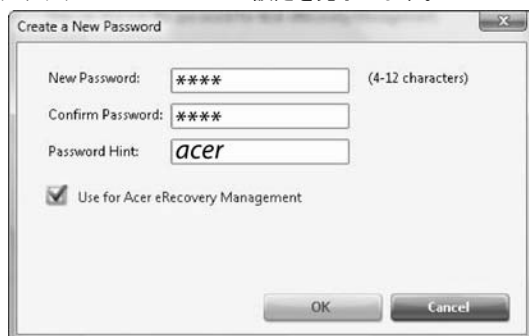 Create a New Password
New Password: **** (4-12 characters)
Confirm Password: ****
Password Hint: acer
Use for Acer eRecovery Management
OK Cancel